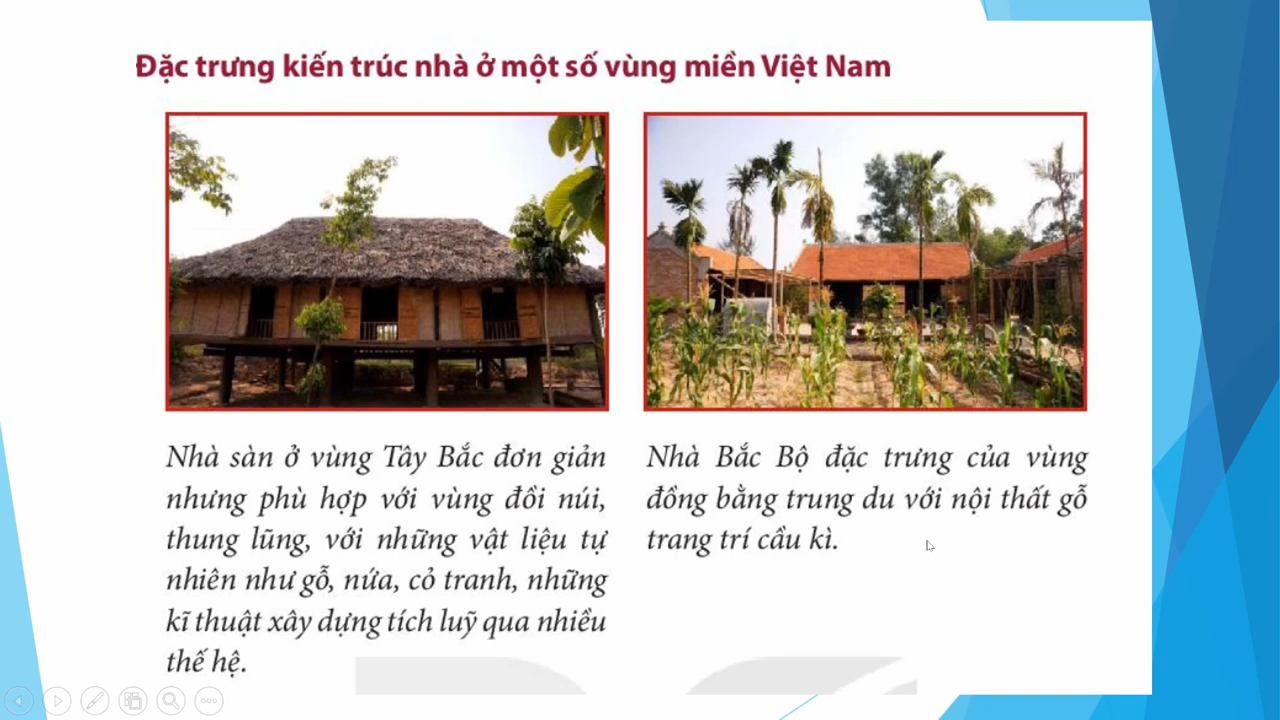 Đặc trưng kiến trúc nhà ở một số vùng miền Việt Nam
Nhà sàn ở vùng Tây Bắc đơn giản
nhưng phù hợp với vùng đồi núi,
thung lũng, với những vật liệu tự
nhiên như gỗ, nứa, cỏ tranh, những
kĩ thuật xây dựng tích luỹ qua nhiều
thế hệ.
Nhà Bắc Bộ đặc trưng của vùng
đồng bằng trung du với nội thất gỗ
trang trí cầu kì.